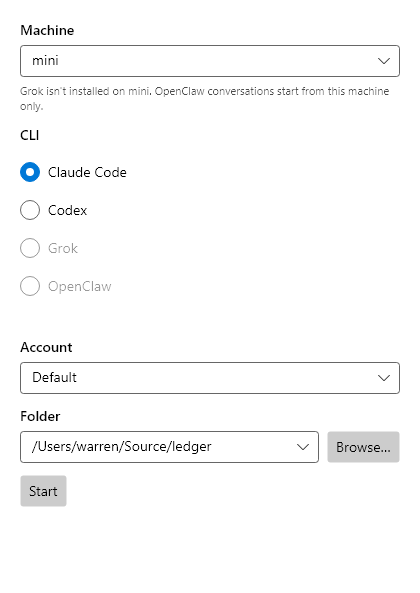 Machine
mini
Grok isn't installed on mini. OpenClaw conversations start from this machine
only.
CLI
Claude Code
Codex
Grok
OpenClaw
Account
Default
Folder
/Users/warren/Source/ledger
Browse...
Start